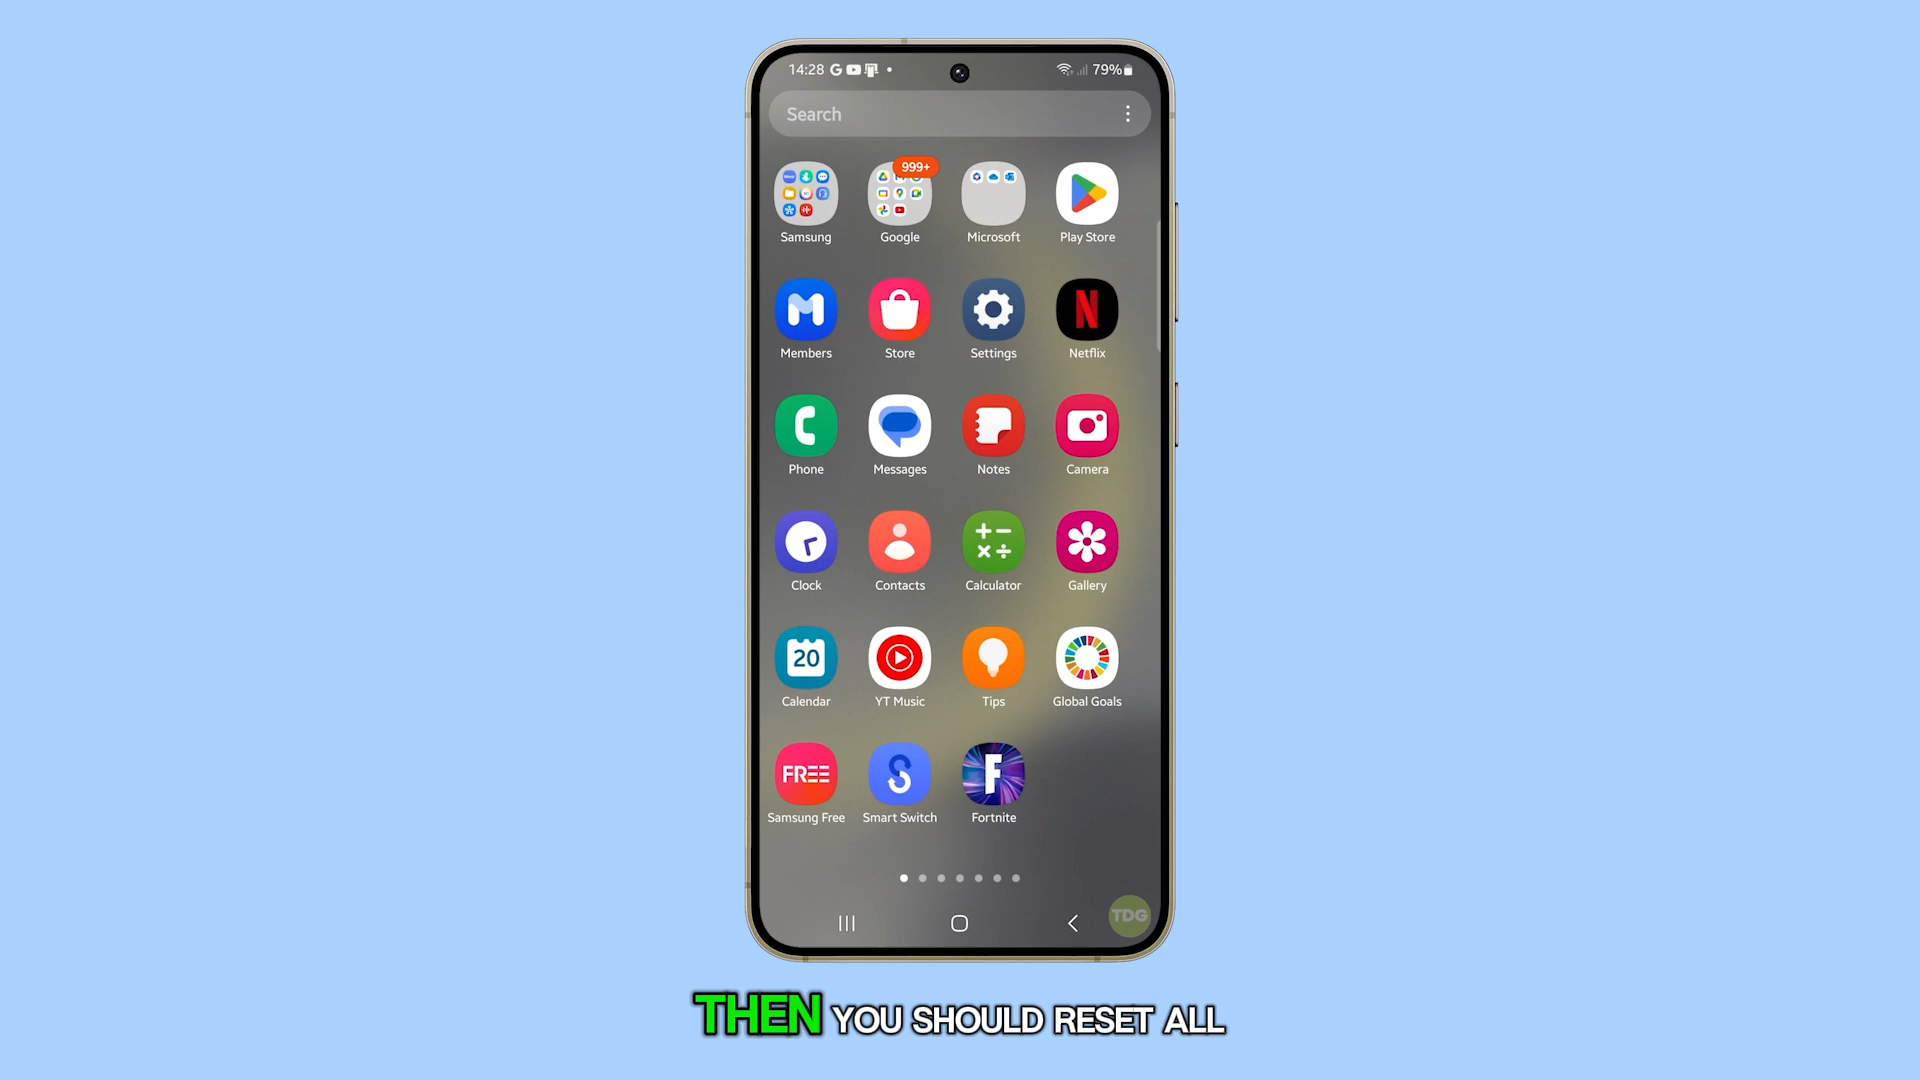 14:28
79%
Search
999+
Samsung
Google
Microsoft
Play Store
Members
Store
Settings
N
Netflix
Phone
Messages
Notes
Camera
Clock
Contacts
Calculator
Gallery
20
Calendar
YT Music
Tips
Global Goals
FREE
Samsung Free
S
Smart Switch
F
Fortnite
TDG
THEN YOU SHOULD RESET ALL